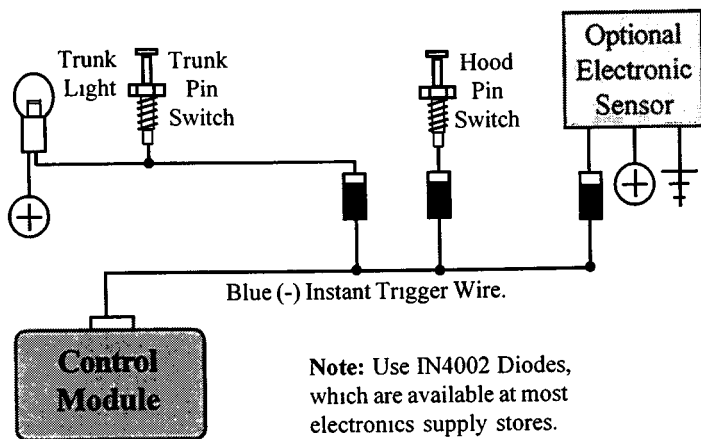 Trunk
Light
Trunk
Pin
Switch
Hood
Pin
Switch
Optional
Electronic
Sensor
Blue (-) Instant Trigger Wire.
Control
Module
Note: Use IN4002 Diodes,
which are available at most
electronics supply stores.